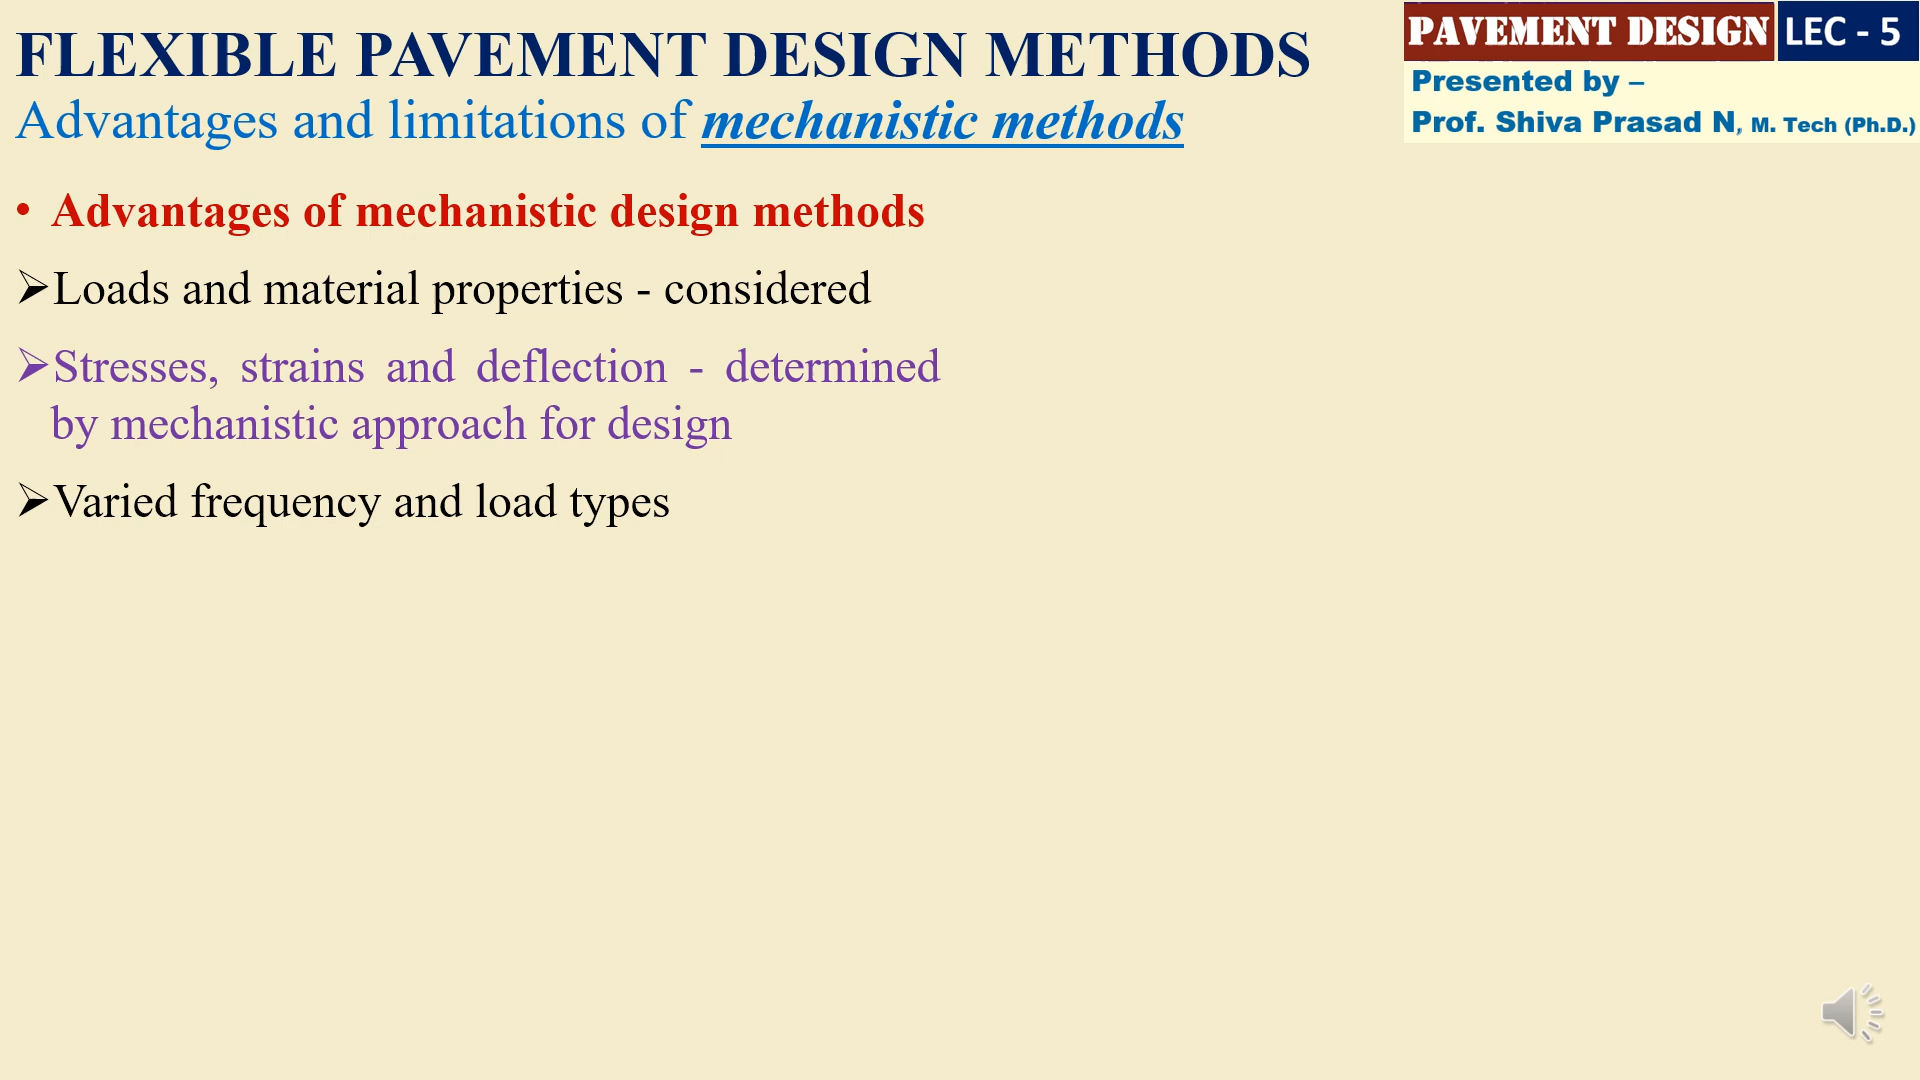 FLEXIBLE PAVEMENT DESIGN METHODS
Advantages and limitations of mechanistic methods
PAVEMENT DESIGN LEC - 5
Presented by –
Prof. Shiva Prasad N, M. Tech (Ph.D.)
• Advantages of mechanistic design methods
➢Loads and material properties - considered
➢Stresses, strains and deflection - determined
by mechanistic approach for design
➢Varied frequency and load types